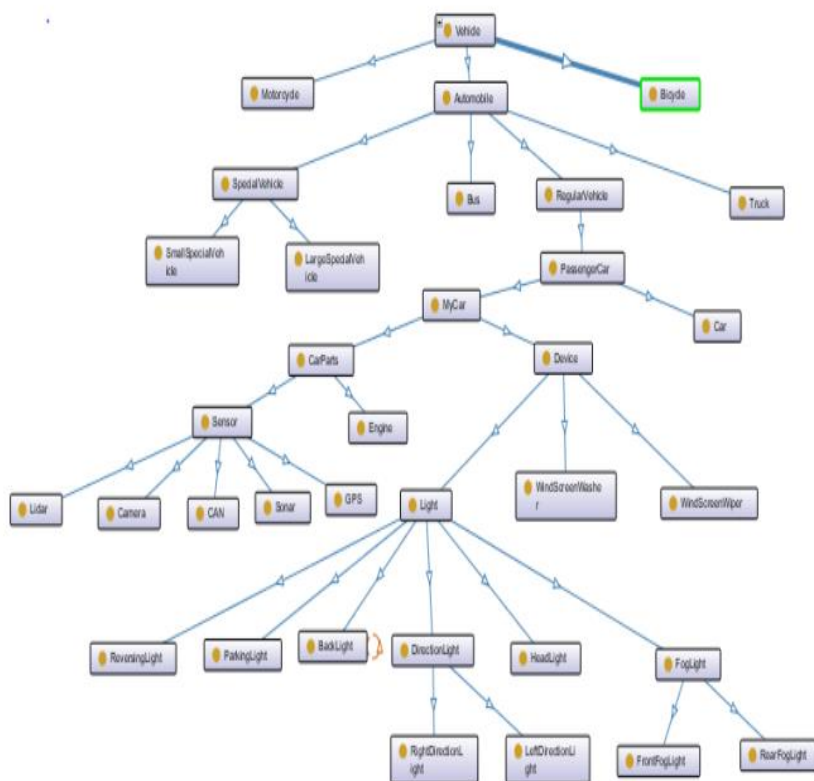 Vehicle
Motorcycle
Automobile
Bicycle
SpecialVehicle
Bus
RegularVehicle
Truck
SmallSpecialVeh
icle
LargeSpecialVeh
icle
PassengerCar
MyCar
Car
CarParts
Device
Sensor
Engine
Lidar
Camera
CAN
Sonar
GPS
Light
WindScreenWashe
r
WindScreenWiper
ReversingLight
ParkingLight
BackLight
DirectionLight
HeadLight
FogLight
RightDirectionL
ight
LeftDirectionLi
ght
FrontFogLight
RearFogLight